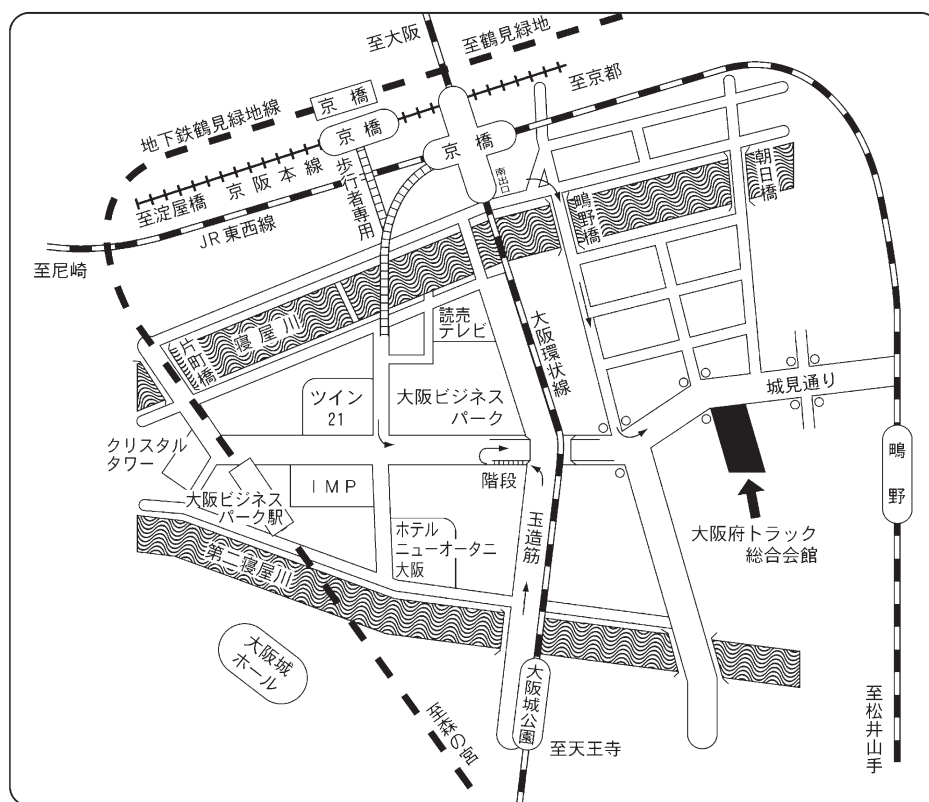 至大阪
至鶴見緑地
至京都
地下鉄鶴見緑地線
京橋
京橋
京橋
京阪本線
歩行者専用
至淀屋橋
JR東西線
至尼崎
南出口
鴫野橋
朝日橋
寝屋川
片町橋
読売
テレビ
大阪環状線
ツイン
21
大阪ビジネス
パーク
城見通り
クリスタル
タワー
大阪ビジネス
パーク駅
IMP
階段
鴫野
玉造筋
大阪府トラック
総合会館
ホテル
ニューオータニ
大阪
第二寝屋川
大阪城
ホール
大阪城公園
至森の宮
至天王寺
至松井山手